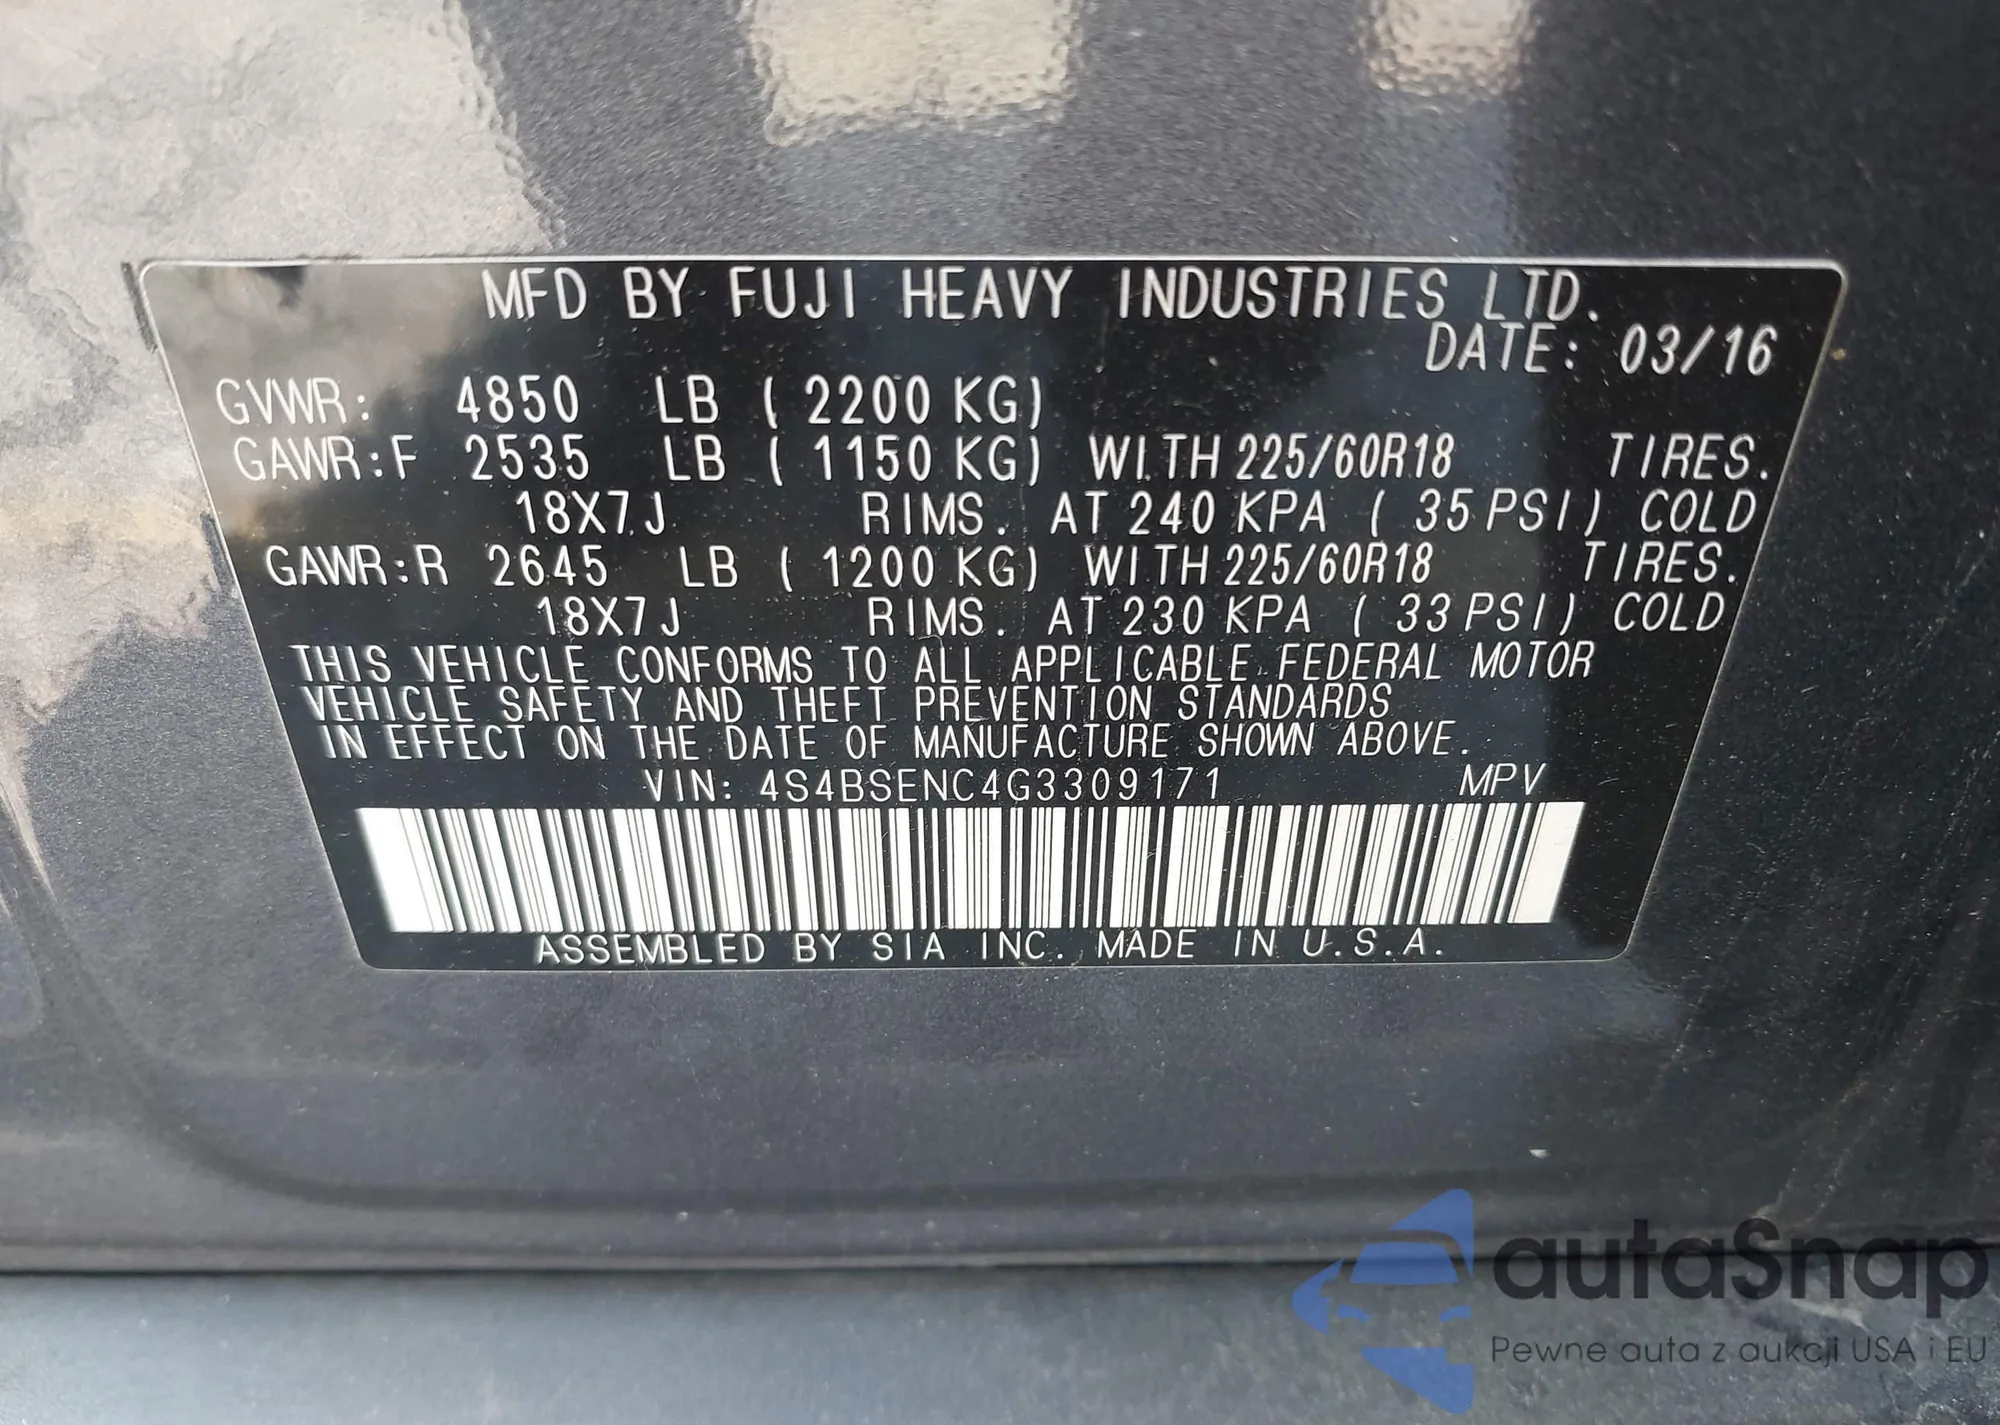 MFD BY FUJI HEAVY INDUSTRIES LTD.
DATE: 03/16
GVWR: 4850 LB ( 2200 KG)
GAWR:F 2535 LB ( 1150 KG) WITH 225/60R18 TIRES.
18X7J RIMS. AT 240 KPA ( 35 PSI) COLD
GAWR:R 2645 LB ( 1200 KG) WITH 225/60R18 TIRES.
18X7J RIMS. AT 230 KPA ( 33 PSI) COLD
THIS VEHICLE CONFORMS TO ALL APPLICABLE FEDERAL MOTOR
VEHICLE SAFETY AND THEFT PREVENTION STANDARDS
IN EFFECT ON THE DATE OF MANUFACTURE SHOWN ABOVE.
VIN: 4S4BSENC4G3309171 MPV
ASSEMBLED BY SIA INC. MADE IN U.S.A.
autaSnap
Pewne auta z aukcji USA i EU